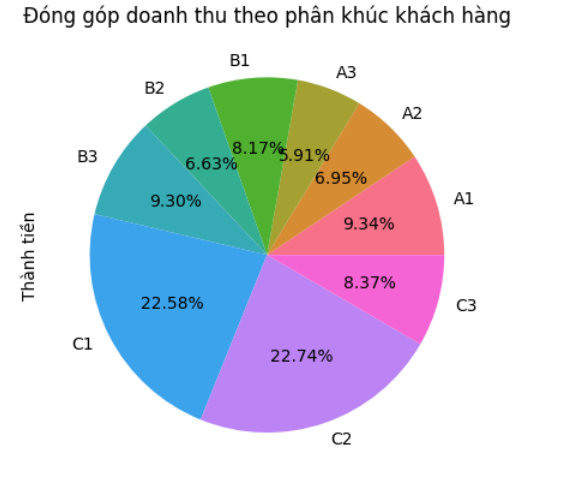 Đóng góp doanh thu theo phân khúc khách hàng
B1
A3
B2
A2
8.17%
5.91%
B3
6.63%
6.95%
A1
9.30%
9.34%
Thành tiền
8.37%
22.58%
C3
C1
22.74%
C2